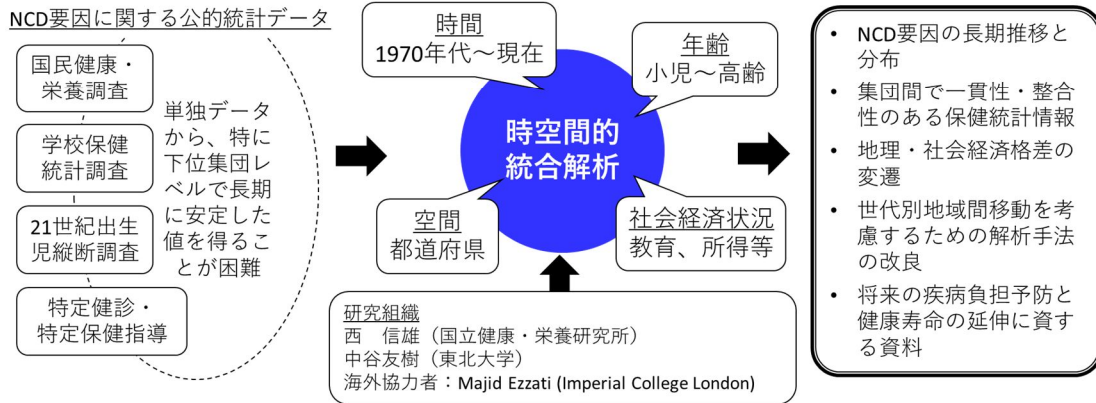 NCD要因に関する公的統計データ
国民健康・
栄養調査
学校保健
統計調査
21世紀出生
児縦断調査
特定健診・
特定保健指導
単独データ
から、特に
下位集団レ
ベルで長期
に安定した
値を得るこ
とが困難
時間
1970年代～現在
年齢
小児～高齢
時空間的
統合解析
空間
都道府県
社会経済状況
教育、所得等
研究組織
西　信雄（国立健康・栄養研究所）
中谷友樹（東北大学）
海外協力者：Majid Ezzati (Imperial College London)
• NCD要因の長期推移と
分布
• 集団間で一貫性・整合
性のある保健統計情報
• 地理・社会経済格差の
変遷
• 世代別地域間移動を考
慮するための解析手法
の改良
• 将来の疾病負担予防と
健康寿命の延伸に資す
る資料